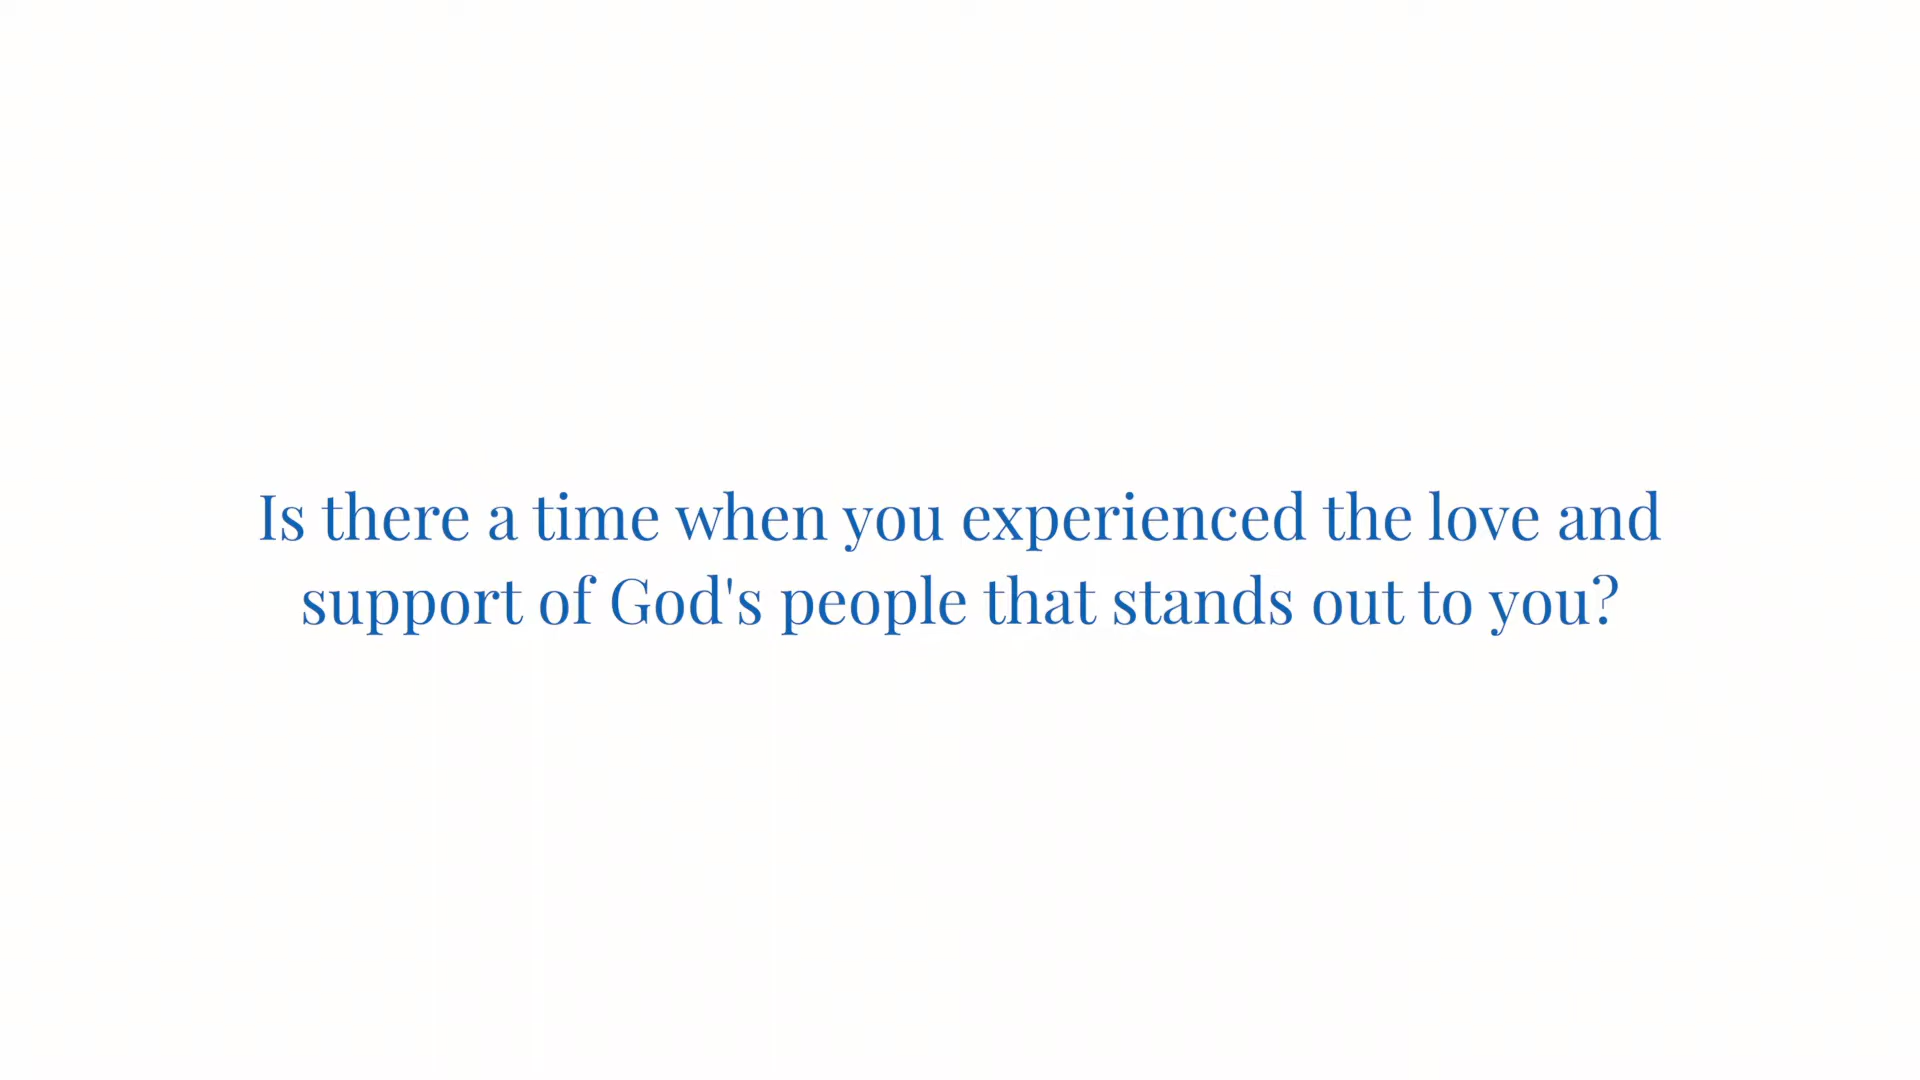 Is there a time when you experienced the love and
support of God's people that stands out to you?